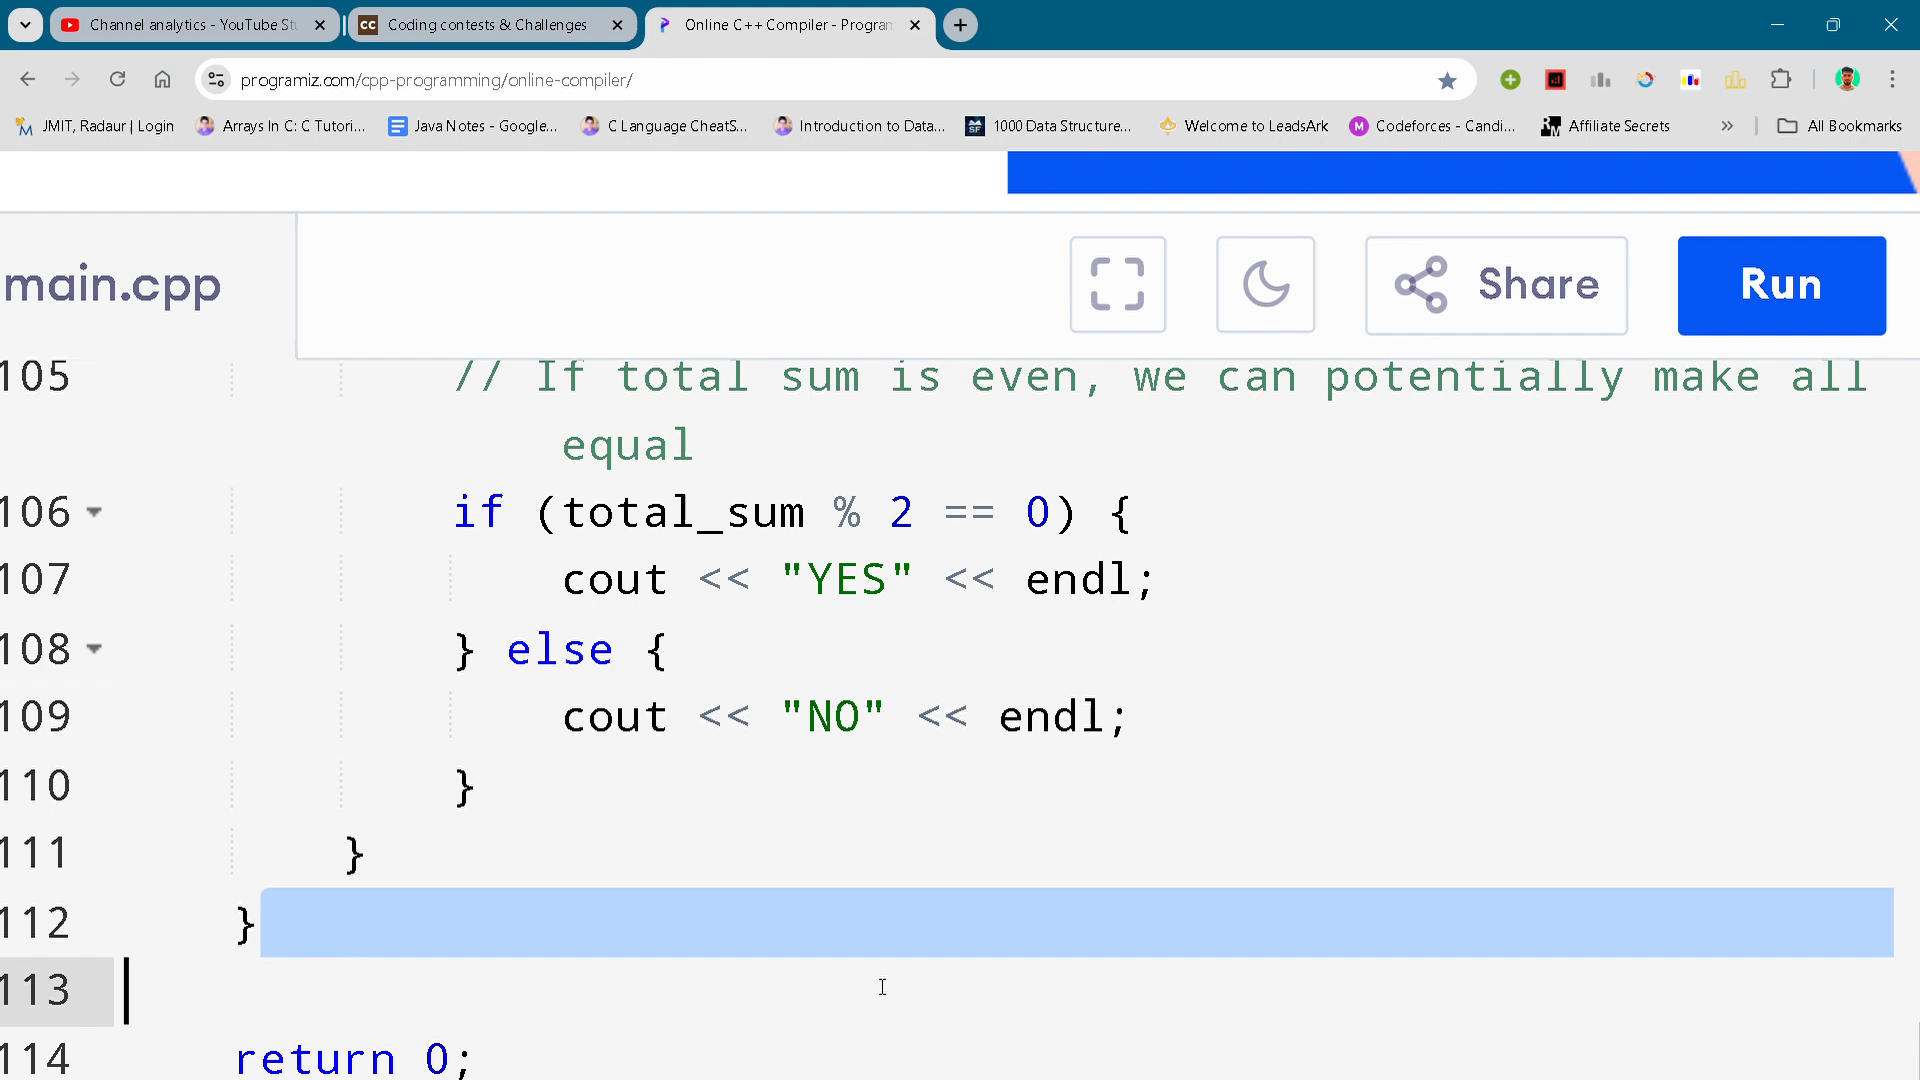 Channel analytics - YouTube Stu
Coding contests & Challenges
Online C++ Compiler - Program
programiz.com/cpp-programming/online-compiler/
JMIT, Radaur | Login
Arrays In C: C Tutori...
Java Notes - Google...
C Language CheatS...
Introduction to Data...
1000 Data Structure...
Welcome to LeadsArk
Codeforces - Candi...
Affiliate Secrets
All Bookmarks
main.cpp
Share
Run
105 // If total sum is even, we can potentially make all
equal
106 if (total_sum % 2 == 0) {
107 cout << "YES" << endl;
108 } else {
109 cout << "NO" << endl;
110 }
111 }
112 }
113
114 return 0;